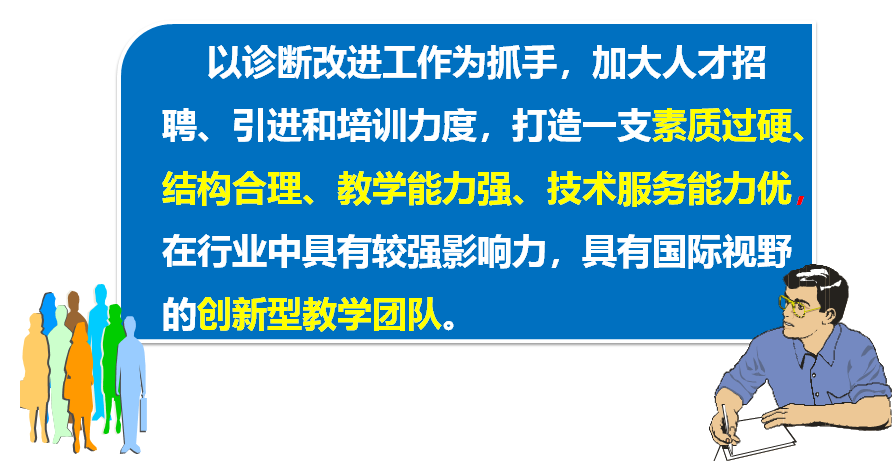 以诊断改进工作为抓手，加大人才招
聘、引进和培训力度，打造一支素质过硬、
结构合理、教学能力强、技术服务能力优，
在行业中具有较强影响力，具有国际视野
的创新型教学团队。